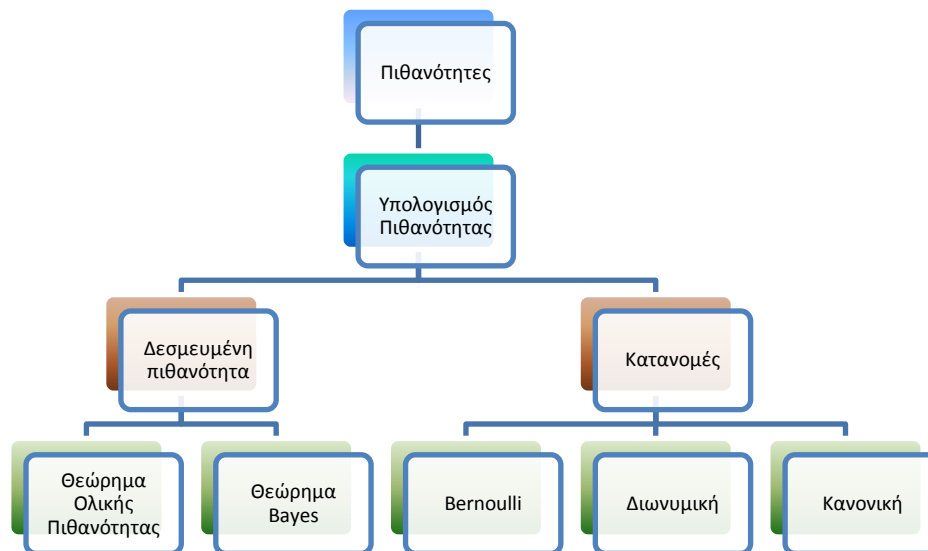 Πιθανότητες
Υπολογισμός
Πιθανότητας
Δεσμευμένη
πιθανότητα
Κατανομές
Θεώρημα
Ολικής
Πιθανότητας
Θεώρημα
Bayes
Bernoulli
Διωνυμική
Κανονική